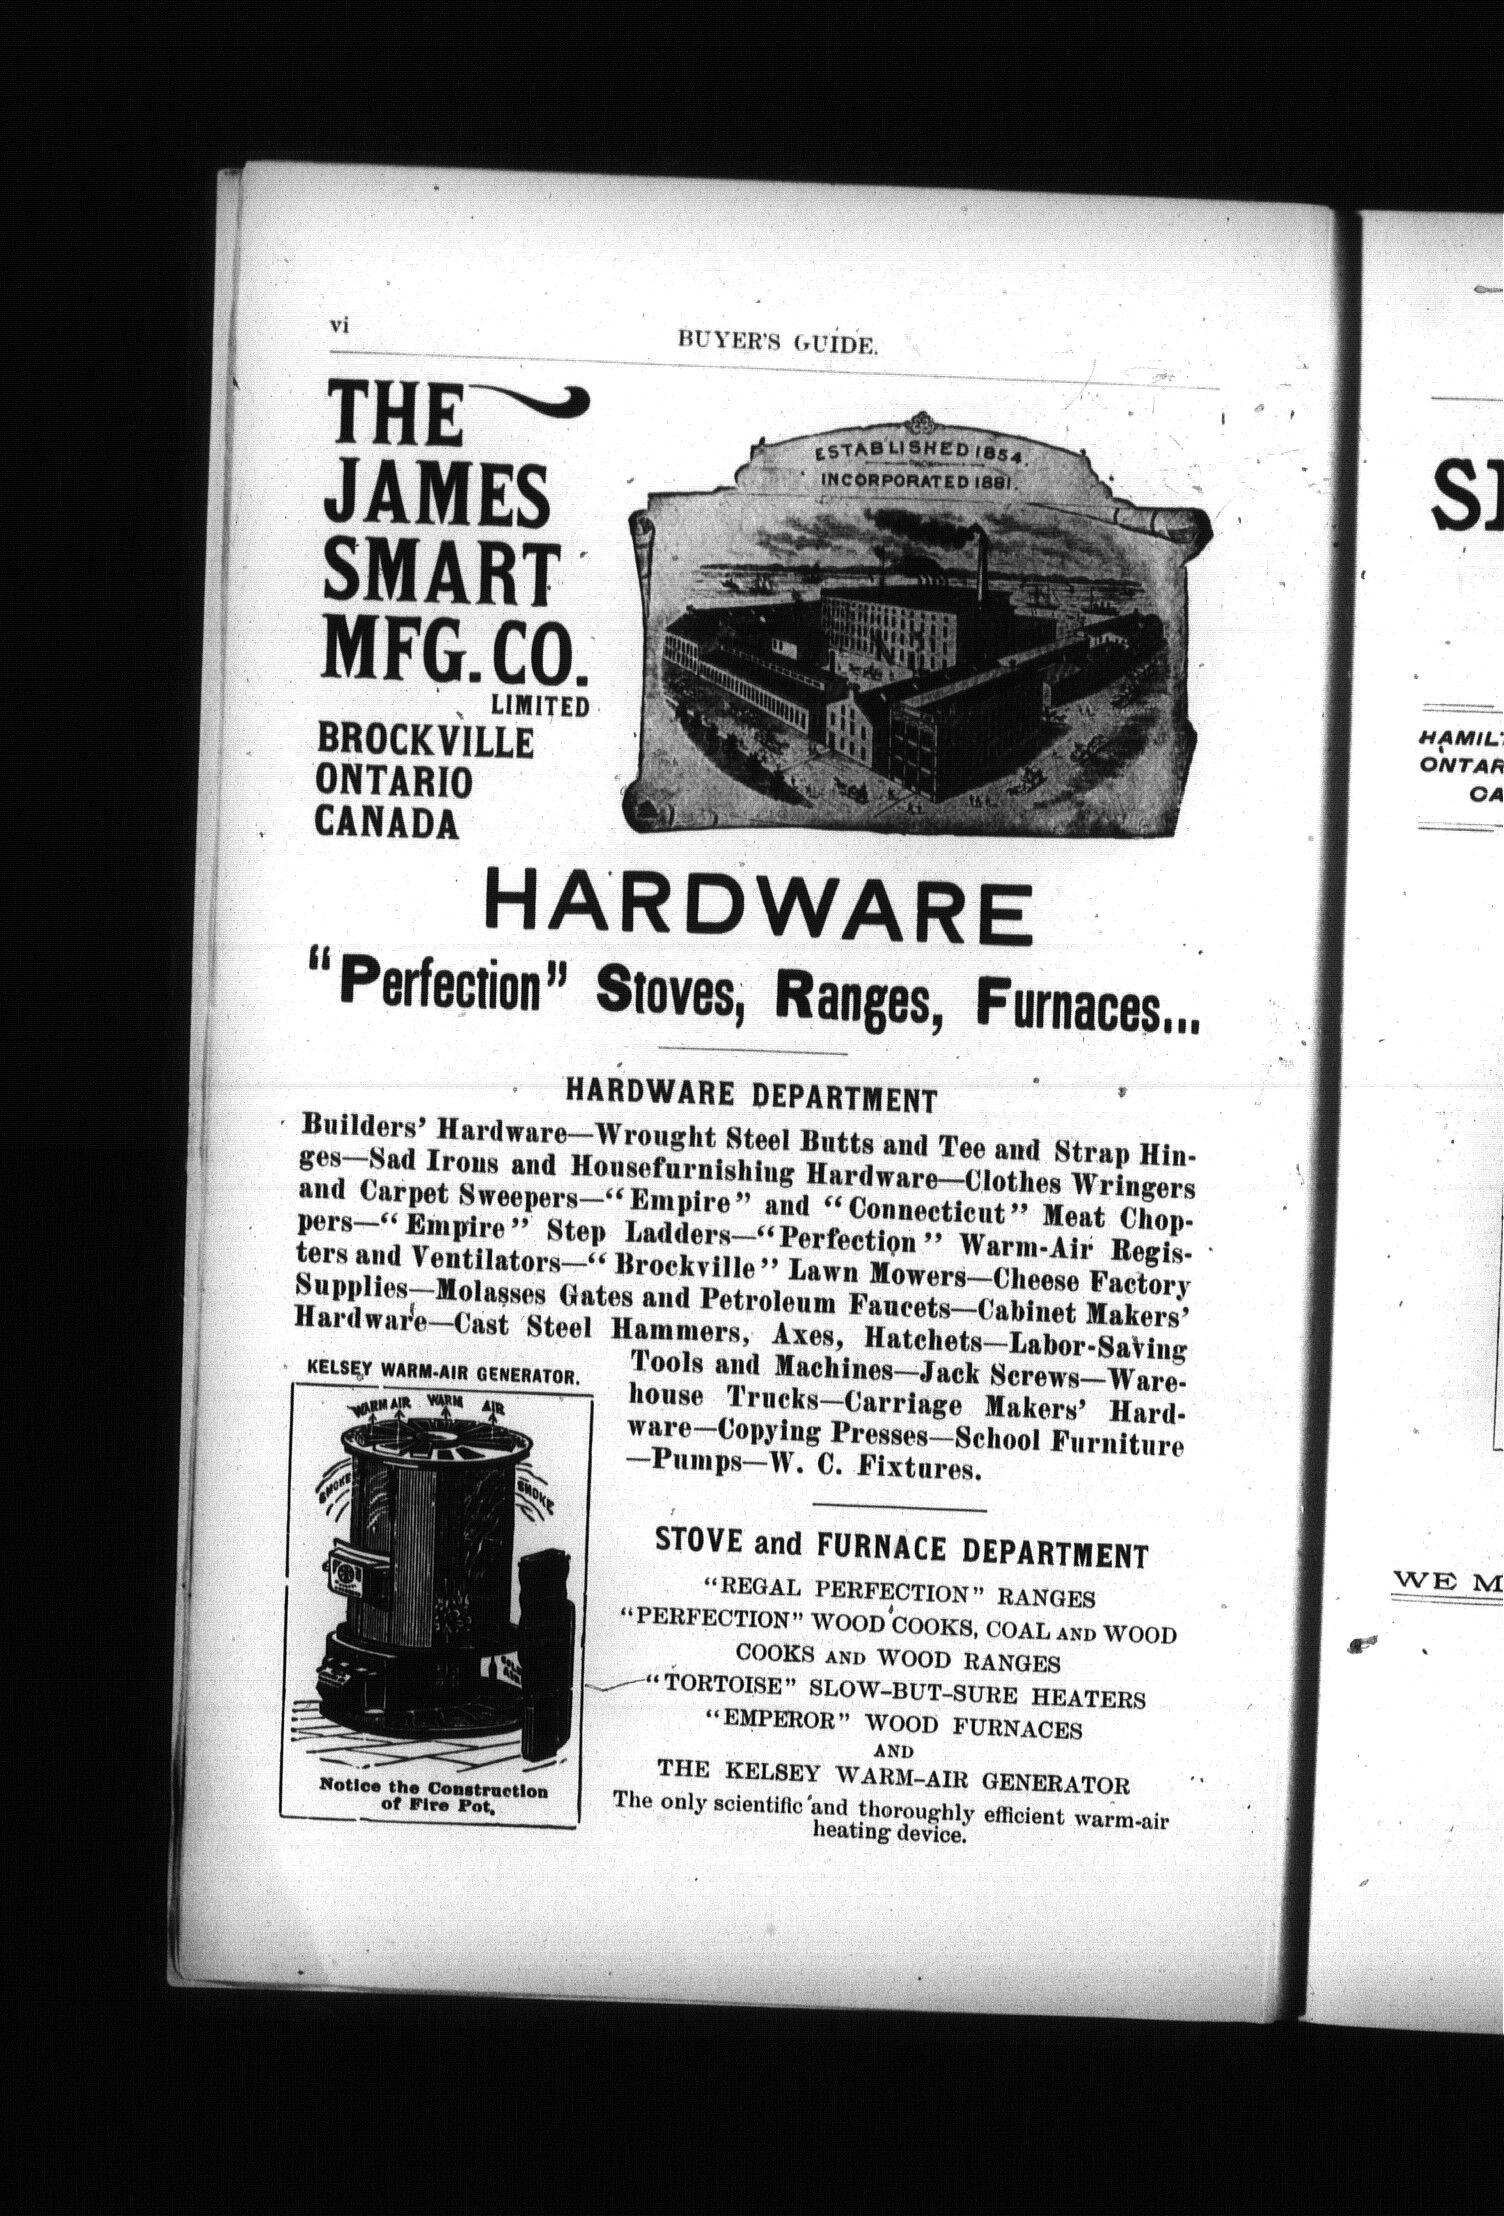 vi
BUYER'S GUIDE.
THE
JAMES
SMART
MFG. CO.
LIMITED
BROCKVILLE
ONTARIO
CANADA
ESTABLISHED 1854.
INCORPORATED 1881.
HARDWARE
"Perfection" Stoves, Ranges, Furnaces...
HARDWARE DEPARTMENT
Builders' Hardware—Wrought Steel Butts and Tee and Strap Hin-
ges—Sad Irons and Housefurnishing Hardware—Clothes Wringers
and Carpet Sweepers—"Empire" and "Connecticut" Meat Chop-
pers—"Empire" Step Ladders—"Perfection" Warm-Air Regis-
ters and Ventilators—"Brockville" Lawn Mowers—Cheese Factory
Supplies—Molasses Gates and Petroleum Faucets—Cabinet Makers'
Hardware—Cast Steel Hammers, Axes, Hatchets—Labor-Saving
Tools and Machines—Jack Screws—Ware-
house Trucks—Carriage Makers' Hard-
ware—Copying Presses—School Furniture
—Pumps—W. C. Fixtures.
KELSEY WARM-AIR GENERATOR.
WARM AIR WARM AIR
SMOKE
SMOKE
Notice the Construction
of Fire Pot.
STOVE and FURNACE DEPARTMENT
"REGAL PERFECTION" RANGES
"PERFECTION" WOOD COOKS, COAL AND WOOD
COOKS AND WOOD RANGES
"TORTOISE" SLOW-BUT-SURE HEATERS
"EMPEROR" WOOD FURNACES
AND
THE KELSEY WARM-AIR GENERATOR
The only scientific and thoroughly efficient warm-air
heating device.
HAMIL
ONTAR
CA
WE M